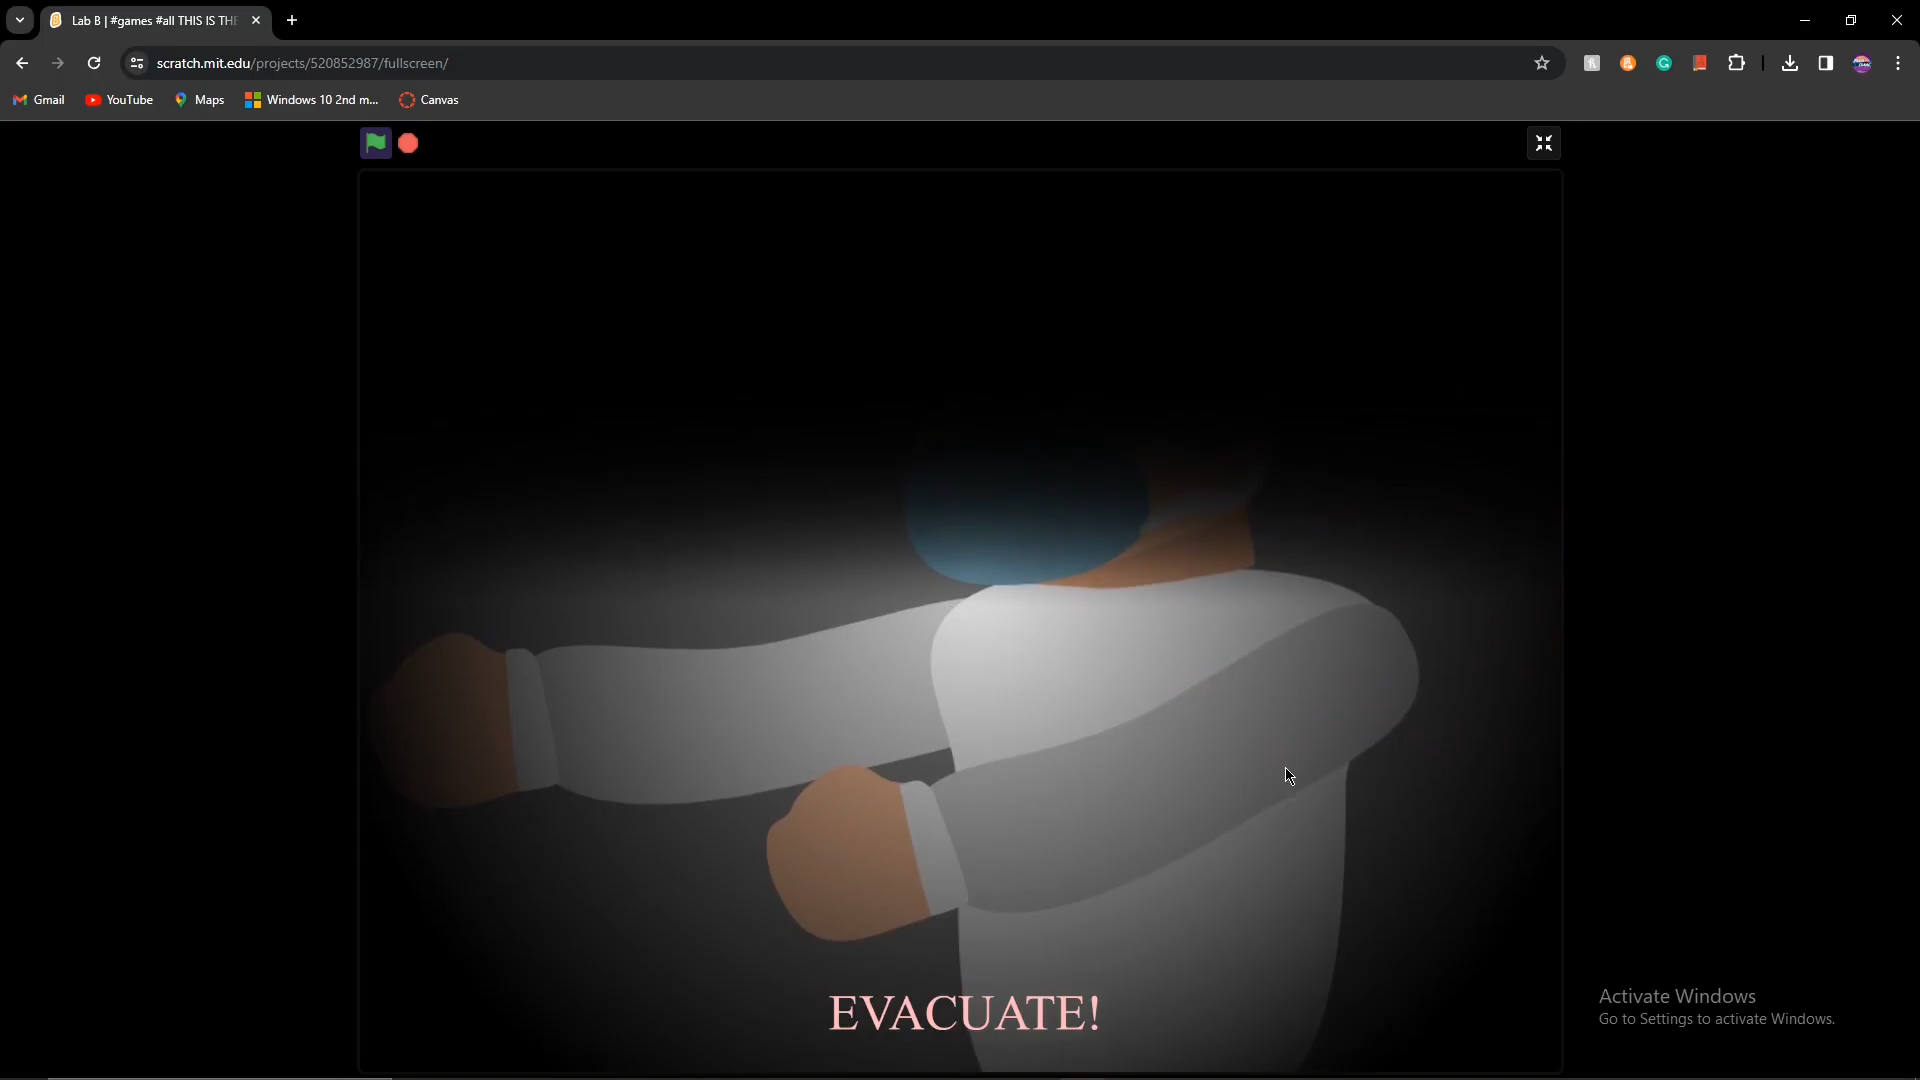 Lab B | #games #all THIS IS THE
scratch.mit.edu/projects/520852987/fullscreen/
Gmail
YouTube
Maps
Windows 10 2nd m...
Canvas
EVACUATE!
Activate Windows
Go to Settings to activate Windows.